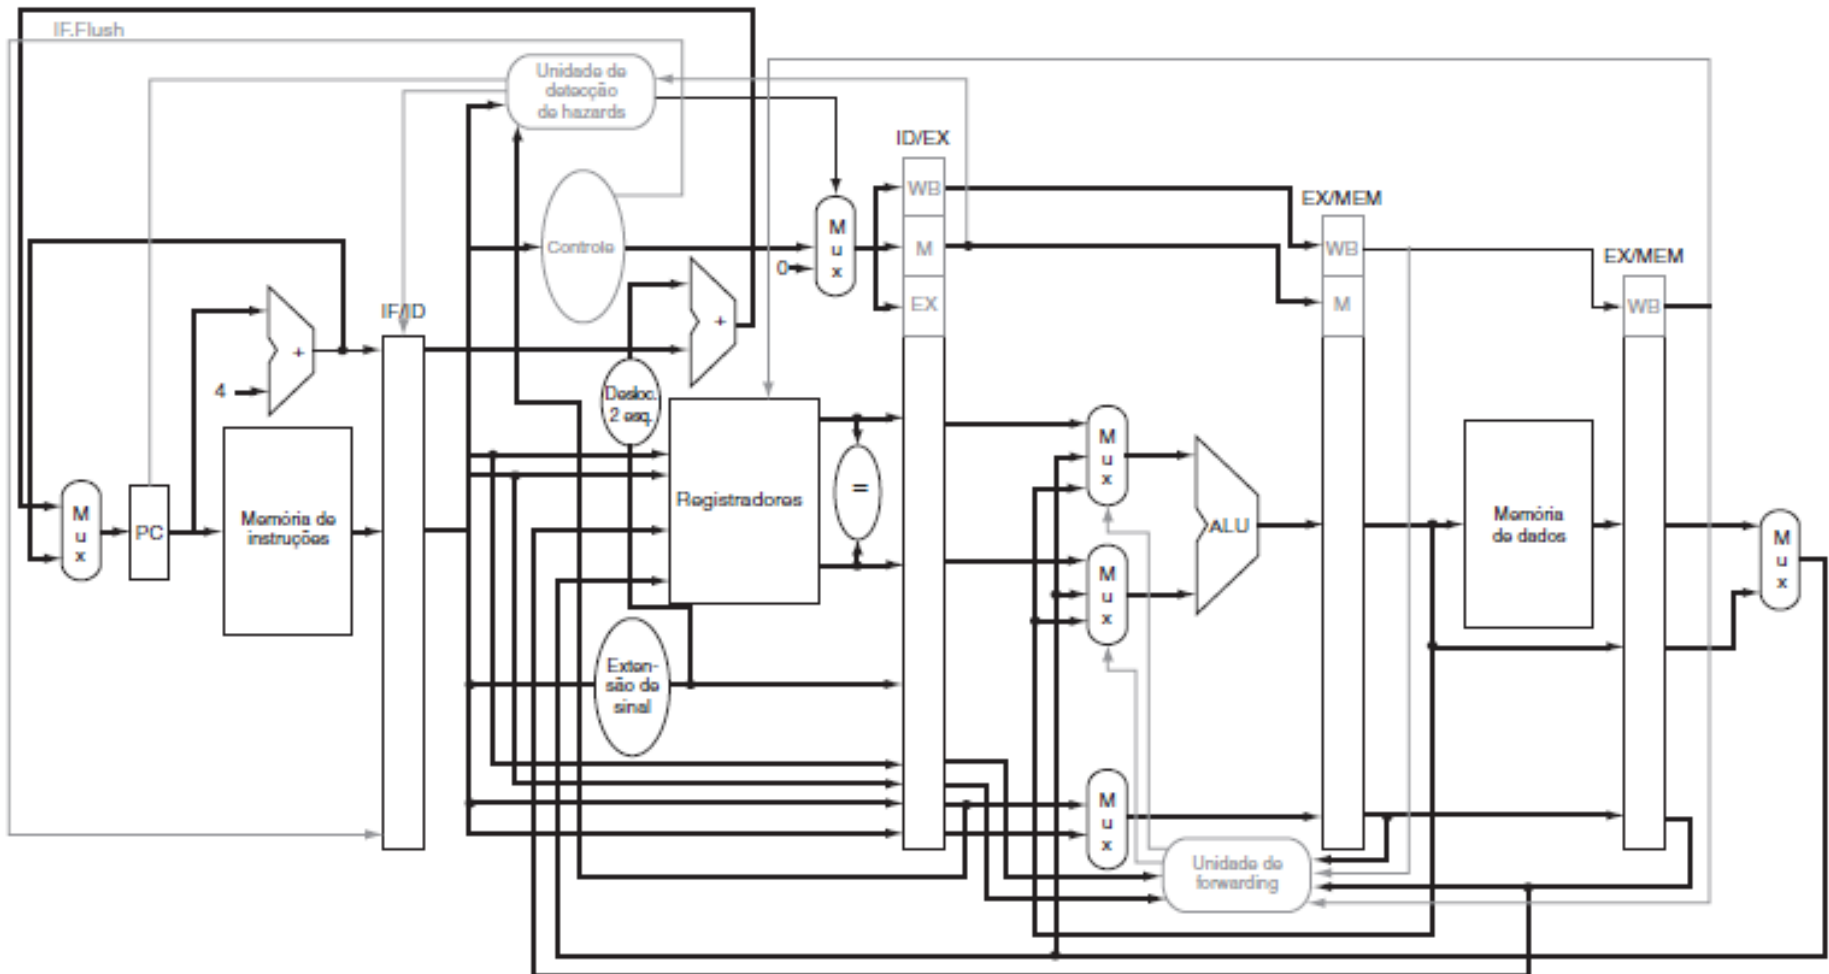 IF.Flush
Unidade de
detecção
de hazards
ID/EX
WB
M
EX
EX/MEM
WB
M
EX/MEM
WB
Controle
M
u
x
0
+
IF/ID
+
4
Desloc.
2 esq.
M
u
x
PC
Memória de
instruções
Registradores
=
M
u
x
ALU
M
u
x
Memória
de dados
M
u
x
Exten-
são de
sinal
M
u
x
Unidade de
forwarding